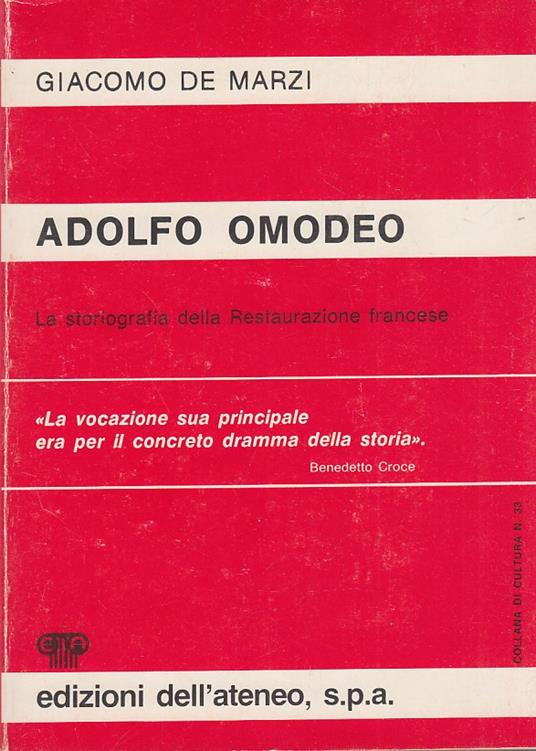 GIACOMO DE MARZI
ADOLFO OMODEO
La storiografia della Restaurazione francese
«La vocazione sua principale
era per il concreto dramma della storia».
Benedetto Croce
COLLANA DI CULTURA N. 33
edizioni dell'ateneo, s.p.a.